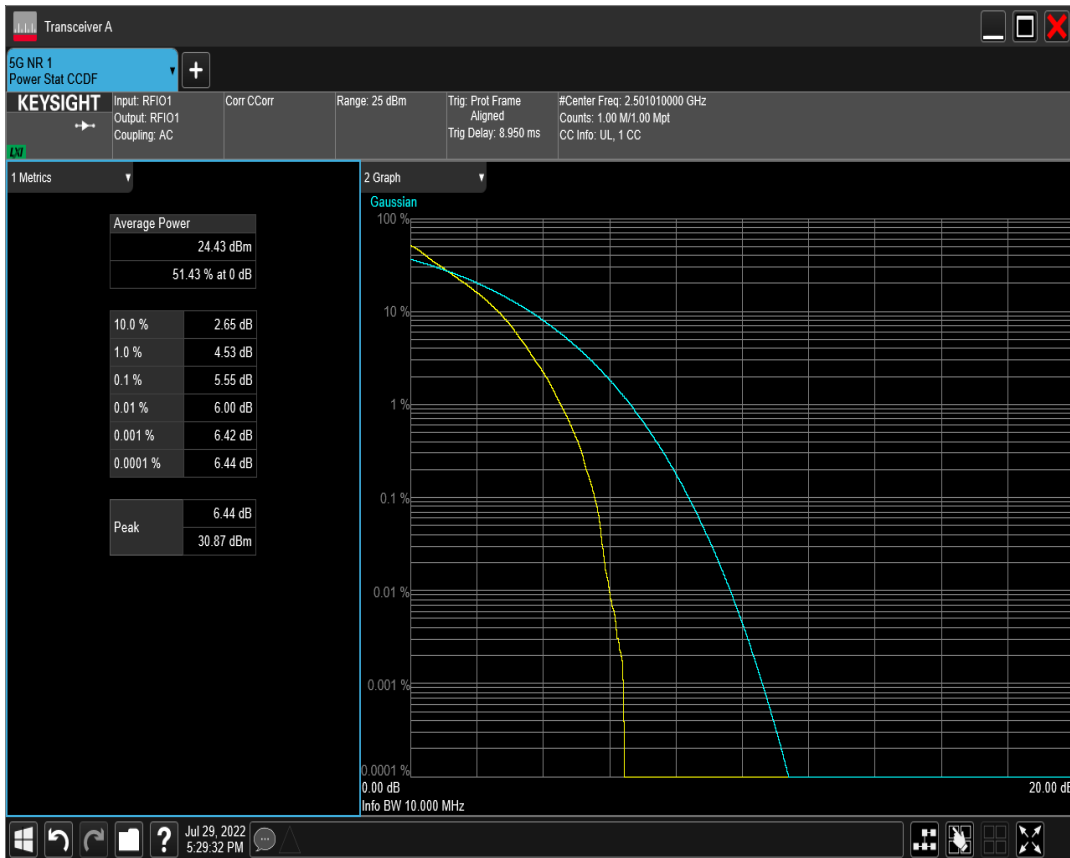 Transceiver A
5G NR 1
Power Stat CCDF
+
KEYSIGHT
LXI
Input: RFIO1
Output: RFIO1
Coupling: AC
Corr CCorr
Range: 25 dBm
Trig: Prot Frame
Aligned
Trig Delay: 8.950 ms
#Center Freq: 2.501010000 GHz
Counts: 1.00 M/1.00 Mpt
CC Info: UL, 1 CC
1 Metrics
Average Power
24.43 dBm
51.43 % at 0 dB
10.0 % 2.65 dB
1.0 % 4.53 dB
0.1 % 5.55 dB
0.01 % 6.00 dB
0.001 % 6.42 dB
0.0001 % 6.44 dB
Peak
6.44 dB
30.87 dBm
2 Graph
Gaussian
100 %
10 %
1 %
0.1 %
0.01 %
0.001 %
0.0001 %
0.00 dB 20.00 dB
Info BW 10.000 MHz
?
Jul 29, 2022
5:29:32 PM